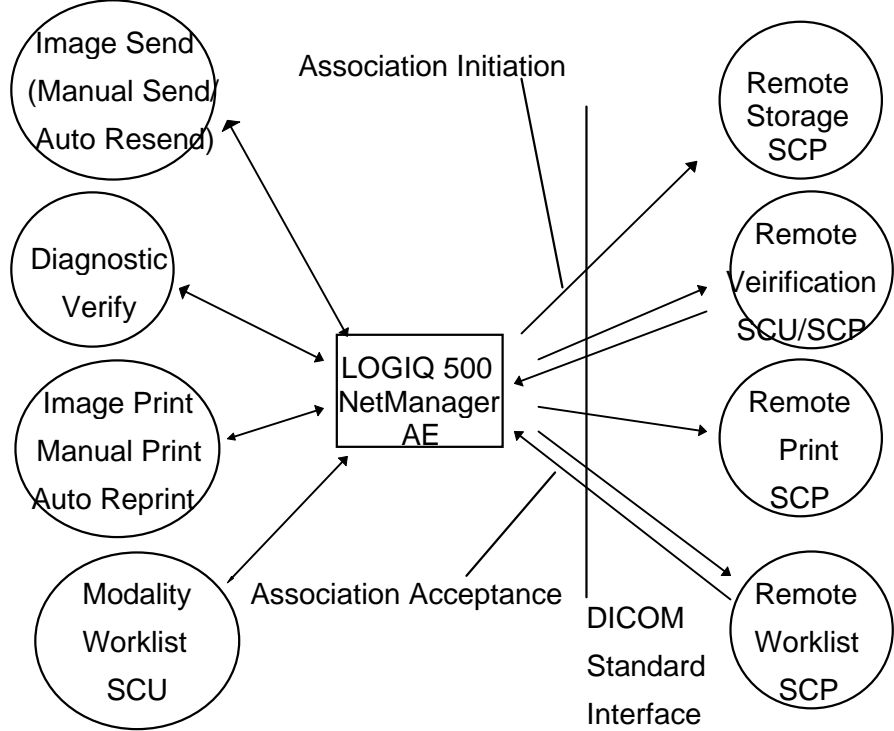 Image Send
(Manual Send/
Auto Resend)
Diagnostic
Verify
Image Print
Manual Print
Auto Reprint
Modality
Worklist
SCU
Association Initiation
LOGIQ 500
NetManager
AE
Association Acceptance
DICOM
Standard
Interface
Remote
Storage
SCP
Remote
Veirification
SCU/SCP
Remote
Print
SCP
Remote
Worklist
SCP